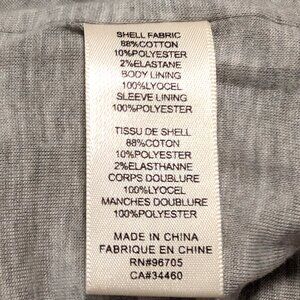 SHELL FABRIC
88%COTTON
10%POLYESTER
2%ELASTANE
BODY LINING
100%LYOCEL
SLEEVE LINING
100%POLYESTER
TISSU DE SHELL
88%COTON
10%POLYESTER
2%ELASTHANNE
CORPS DOUBLURE
100%LYOCEL
MANCHES DOUBLURE
100%POLYESTER
MADE IN CHINA
FABRIQUE EN CHINE
RN#96705
CA#34460